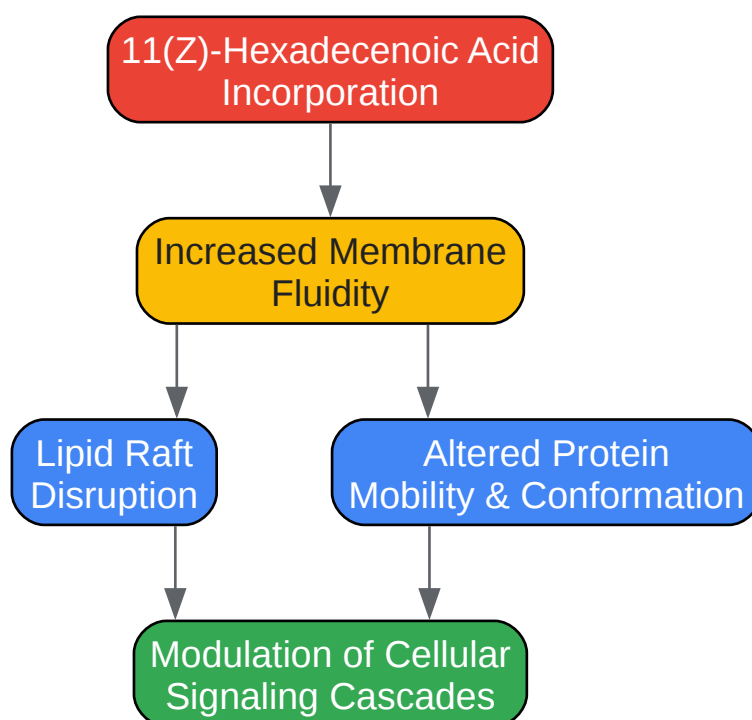 11(Z)-Hexadecenoic Acid
Incorporation
Increased Membrane
Fluidity
Lipid Raft
Disruption
Altered Protein
Mobility & Conformation
Modulation of Cellular
Signaling Cascades